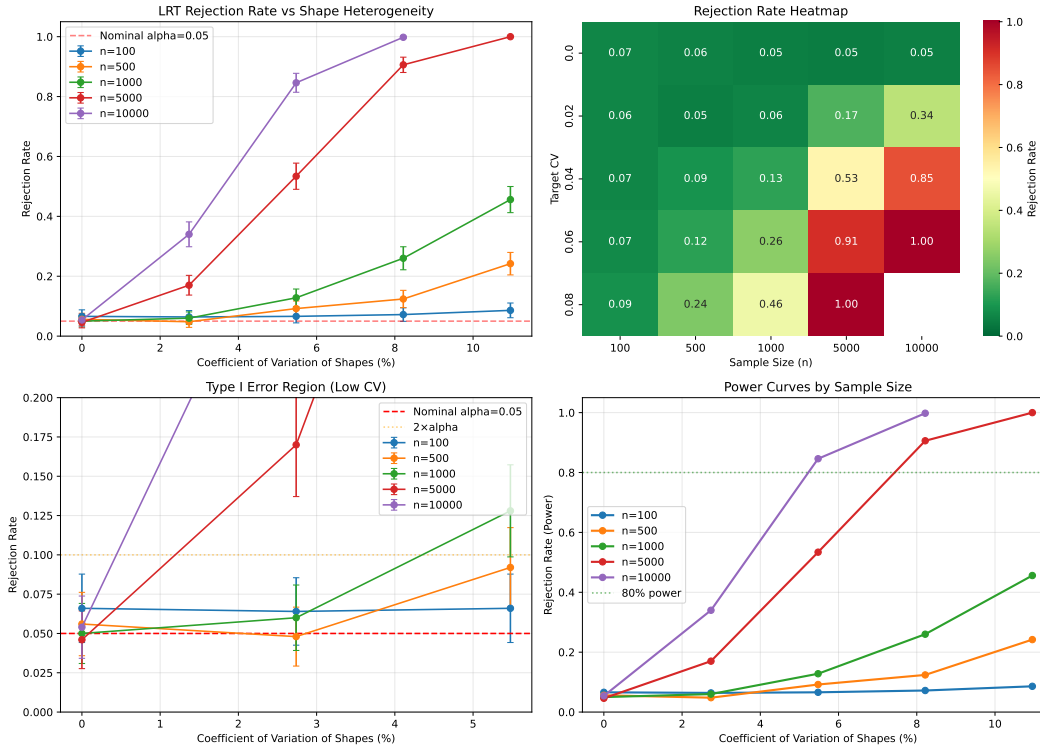 LRT Rejection Rate vs Shape Heterogeneity
Rejection Rate
1.0
0.8
0.6
0.4
0.2
0.0
Nominal alpha=0.05
n=100
n=500
n=1000
n=5000
n=10000
0 2 4 6 8 10
Coefficient of Variation of Shapes (%)
Rejection Rate Heatmap
Target CV
0.0 0.07 0.06 0.05 0.05 0.05
0.02 0.06 0.05 0.06 0.17 0.34
0.04 0.07 0.09 0.13 0.53 0.85
0.06 0.07 0.12 0.26 0.91 1.00
0.08 0.09 0.24 0.46 1.00
100 500 1000 5000 10000
Sample Size (n)
1.0
0.8
0.6
0.4
0.2
0.0
Rejection Rate
Type I Error Region (Low CV)
Rejection Rate
0.200
0.175
0.150
0.125
0.100
0.075
0.050
0.025
0.000
Nominal alpha=0.05
2×alpha
n=100
n=500
n=1000
n=5000
n=10000
0 1 2 3 4 5
Coefficient of Variation of Shapes (%)
Power Curves by Sample Size
Rejection Rate (Power)
1.0
0.8
0.6
0.4
0.2
0.0
n=100
n=500
n=1000
n=5000
n=10000
80% power
0 2 4 6 8 10
Coefficient of Variation of Shapes (%)